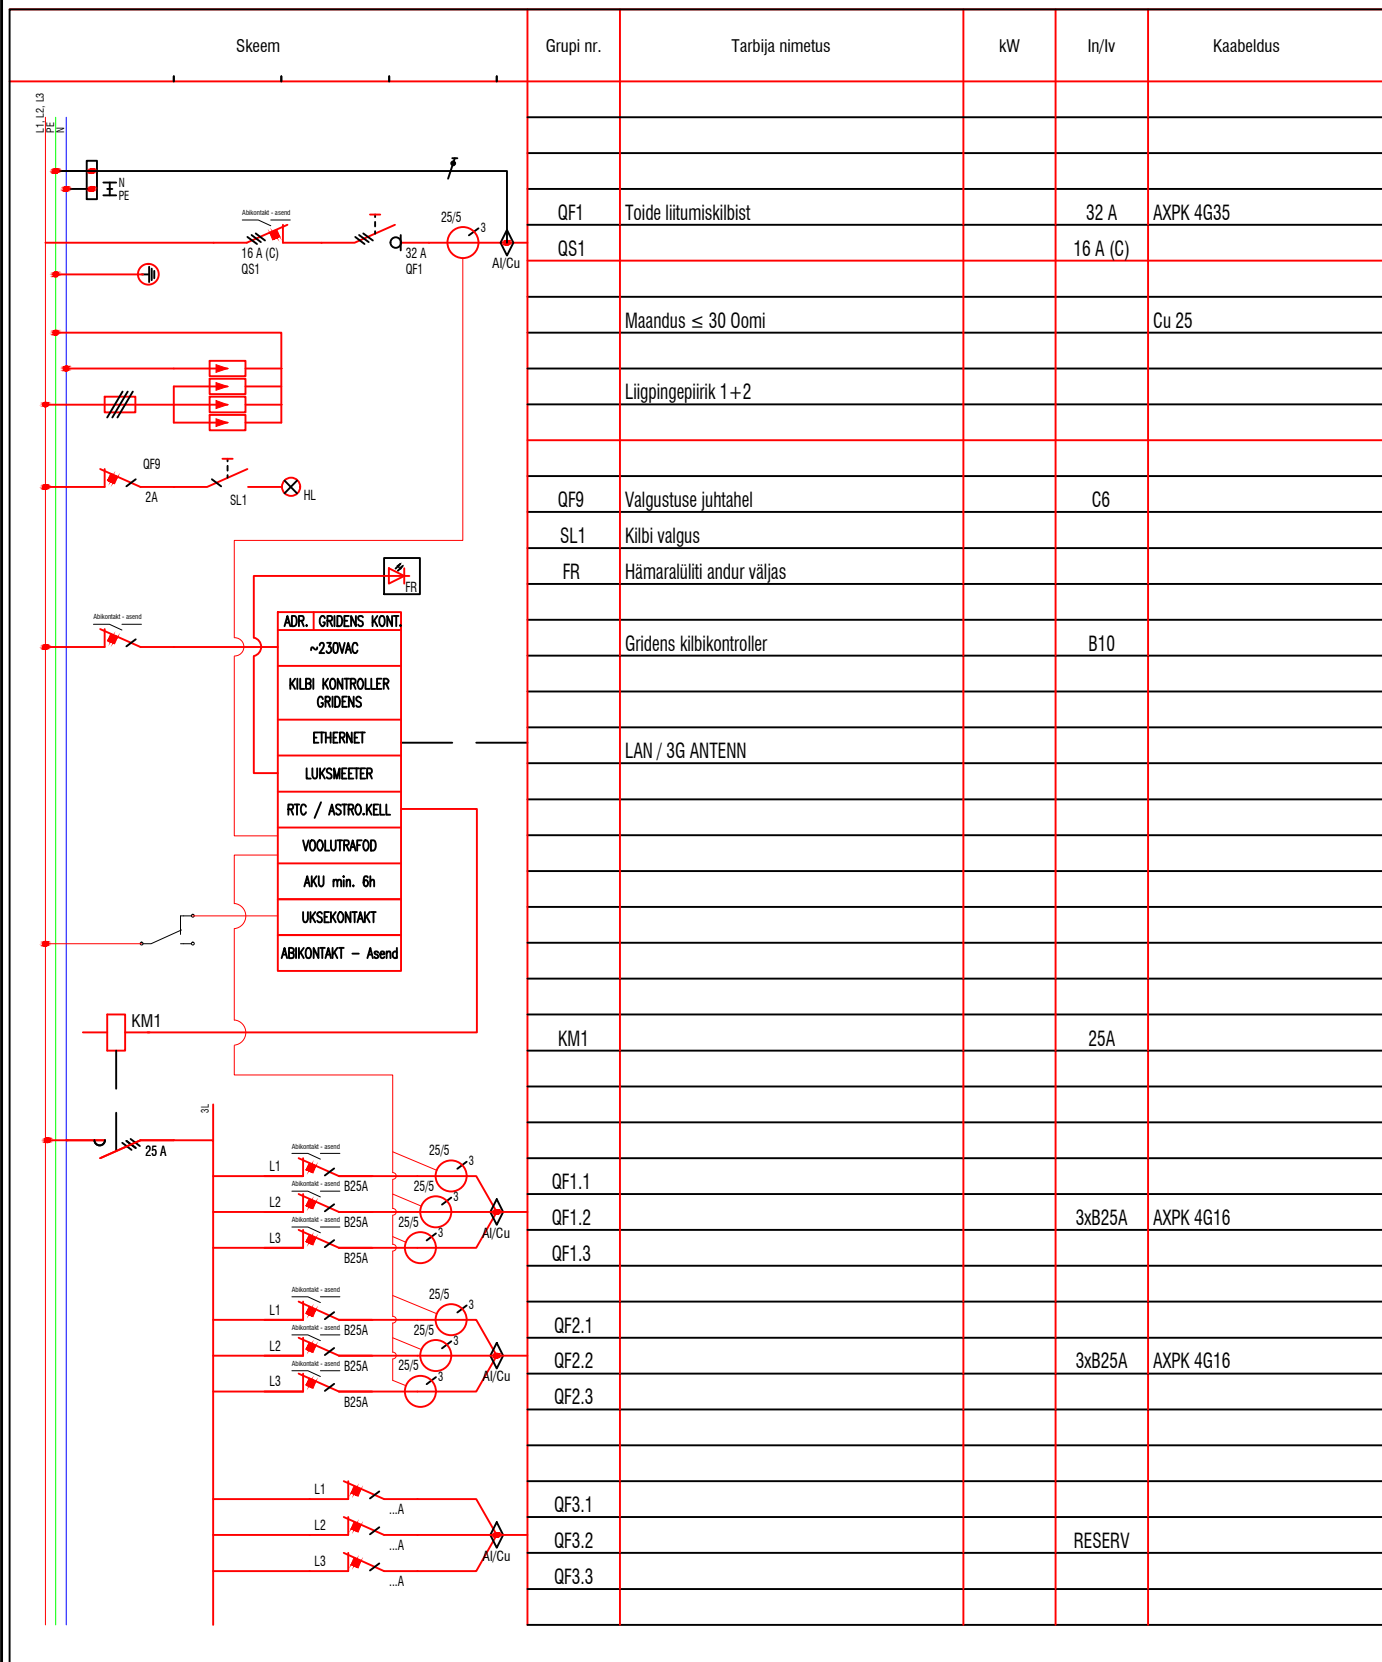 Skeem
Grupi nr.
Tarbija nimetus
kW
In/Iv
Kaabeldus
L1, L2, L3
PE
N
N
PE
Abikontakt - asend
16 A (C)
QS1
32 A
QF1
25/5
3
Al/Cu
QF1
Toide liitumiskilbist
32 A
AXPK 4G35
QS1
16 A (C)
Maandus ≤ 30 Oomi
Cu 25
Liigpingepiirik 1+2
QF9
2A
SL1
HL
QF9
Valgustuse juhtahel
C6
SL1
Kilbi valgus
FR
FR
Hämaralüliti andur väljas
Abikontakt - asend
ADR.
GRIDENS KONT.
~230VAC
Gridens kilbikontroller
B10
KILBI KONTROLLER
GRIDENS
ETHERNET
LAN / 3G ANTENN
LUKSMEETER
RTC / ASTRO.KELL
VOOLUTRAFOD
AKU min. 6h
UKSEKONTAKT
ABIKONTAKT – Asend
KM1
KM1
25A
3L
25 A
L1
Abikontakt - asend
B25A
25/5
3
QF1.1
L2
Abikontakt - asend
B25A
25/5
3
Al/Cu
QF1.2
3xB25A
AXPK 4G16
L3
Abikontakt - asend
B25A
25/5
3
QF1.3
L1
Abikontakt - asend
B25A
25/5
3
QF2.1
L2
Abikontakt - asend
B25A
25/5
3
Al/Cu
QF2.2
3xB25A
AXPK 4G16
L3
Abikontakt - asend
B25A
25/5
3
QF2.3
L1
...A
QF3.1
L2
...A
Al/Cu
QF3.2
RESERV
L3
...A
QF3.3